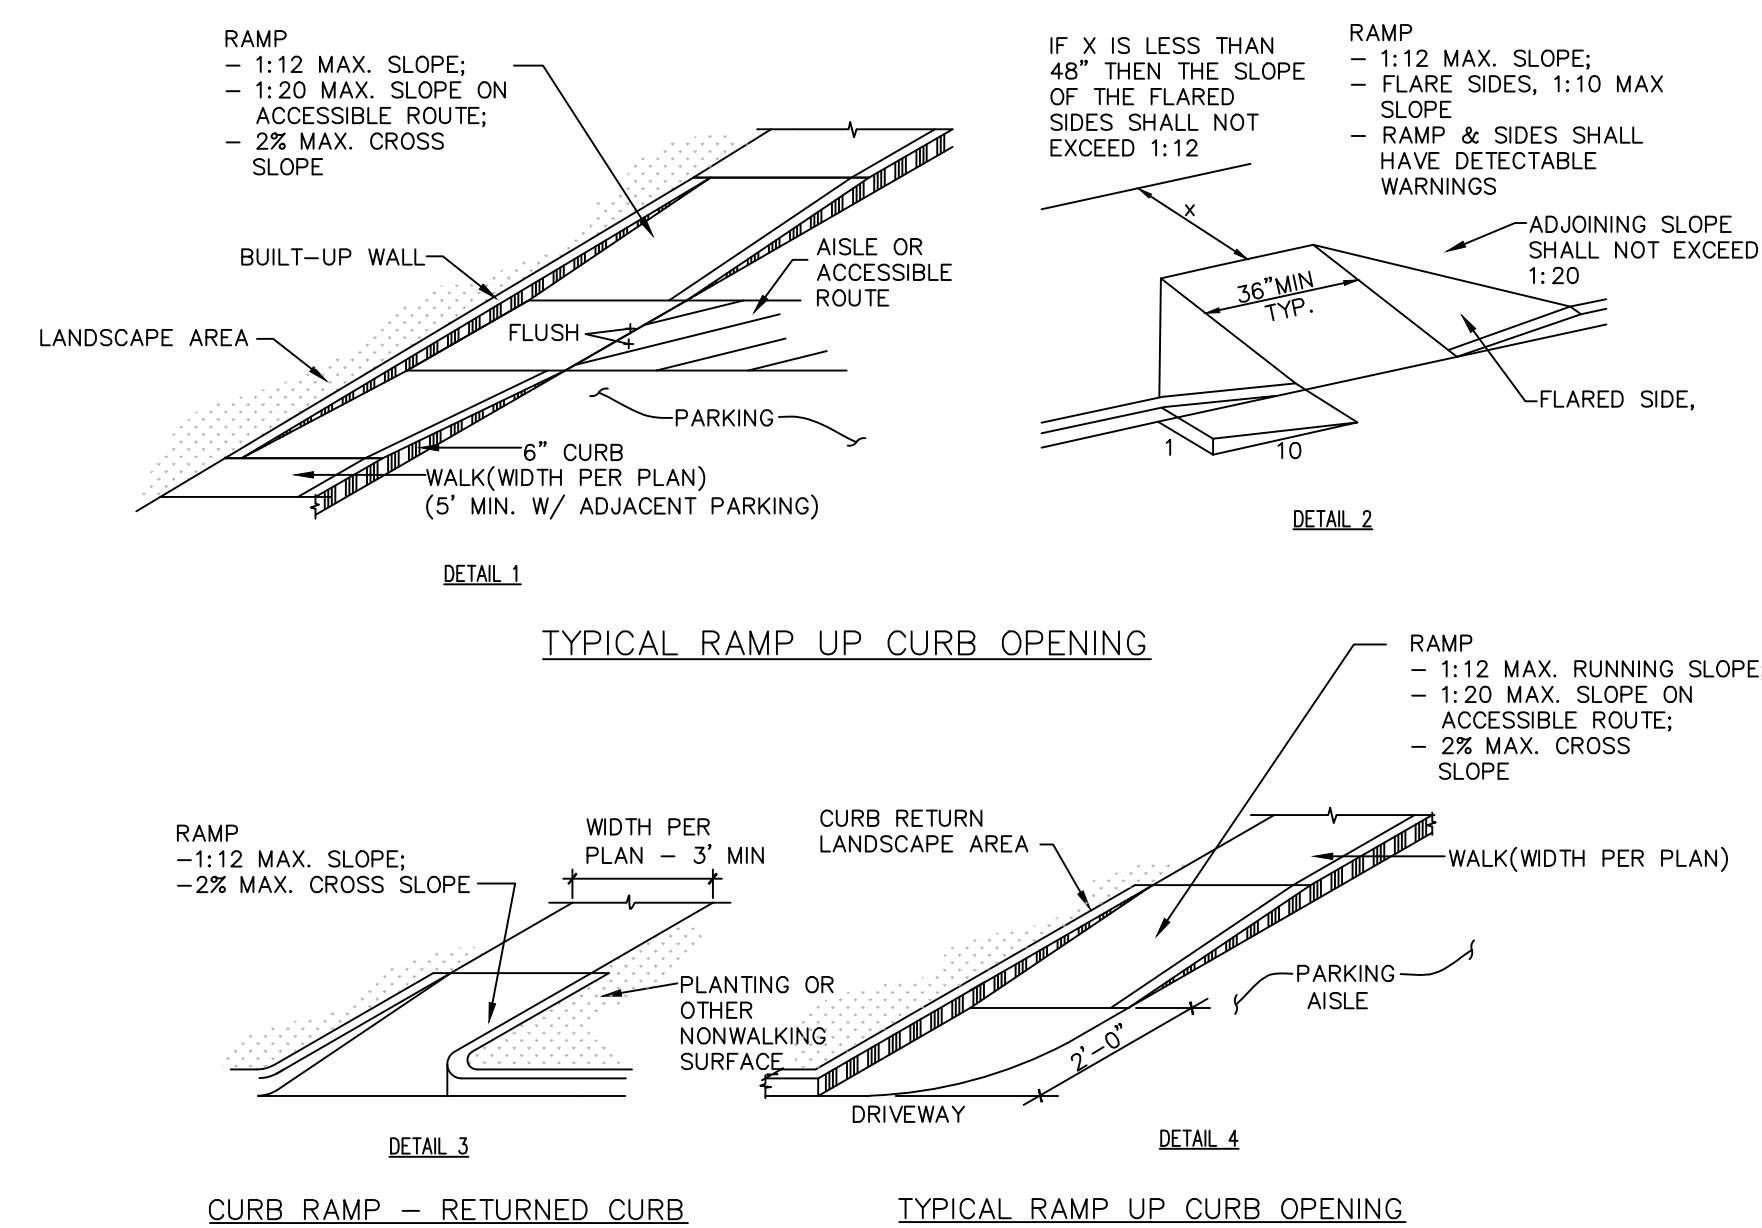 RAMP
– 1:12 MAX. SLOPE;
– 1:20 MAX. SLOPE ON
ACCESSIBLE ROUTE;
– 2% MAX. CROSS
SLOPE
BUILT–UP WALL
LANDSCAPE AREA
AISLE OR
ACCESSIBLE
ROUTE
FLUSH
PARKING
6" CURB
WALK(WIDTH PER PLAN)
(5' MIN. W/ ADJACENT PARKING)
DETAIL 1
IF X IS LESS THAN
48" THEN THE SLOPE
OF THE FLARED
SIDES SHALL NOT
EXCEED 1:12
RAMP
– 1:12 MAX. SLOPE;
– FLARE SIDES, 1:10 MAX
SLOPE
– RAMP & SIDES SHALL
HAVE DETECTABLE
WARNINGS
X
ADJOINING SLOPE
SHALL NOT EXCEED
1:20
36"MIN
TYP.
FLARED SIDE,
1
10
DETAIL 2
TYPICAL RAMP UP CURB OPENING
RAMP
–1:12 MAX. SLOPE;
–2% MAX. CROSS SLOPE
WIDTH PER
PLAN – 3' MIN
PLANTING OR
OTHER
NONWALKING
SURFACE
DETAIL 3
CURB RAMP – RETURNED CURB
RAMP
– 1:12 MAX. RUNNING SLOPE;
– 1:20 MAX. SLOPE ON
ACCESSIBLE ROUTE;
– 2% MAX. CROSS
SLOPE
CURB RETURN
LANDSCAPE AREA
WALK(WIDTH PER PLAN)
PARKING
AISLE
2'–0"
DRIVEWAY
DETAIL 4
TYPICAL RAMP UP CURB OPENING